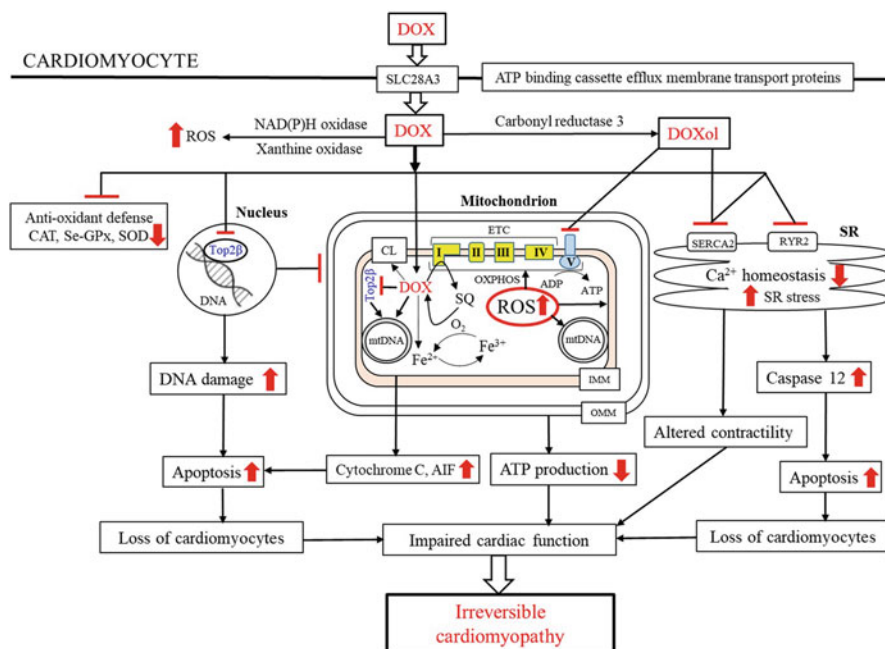 DOX
CARDIOMYOCYTE
SLC28A3
ATP binding cassette efflux membrane transport proteins
ROS
NAD(P)H oxidase
Xanthine oxidase
DOX
Carbonyl reductase 3
DOXol
Anti-oxidant defense
CAT, Se-GPx, SOD
Nucleus
Top2β
DNA
Mitochondrion
ETC
CL
I
II
III
IV
V
OXPHOS
ADP
ATP
Top2β
DOX
SQ
O2
ROS
mtDNA
Fe2+
Fe3+
mtDNA
IMM
OMM
SERCA2
RYR2
SR
Ca2+ homeostasis
SR stress
DNA damage
Caspase 12
Altered contractility
Apoptosis
Cytochrome C, AIF
ATP production
Apoptosis
Loss of cardiomyocytes
Impaired cardiac function
Loss of cardiomyocytes
Irreversible
cardiomyopathy